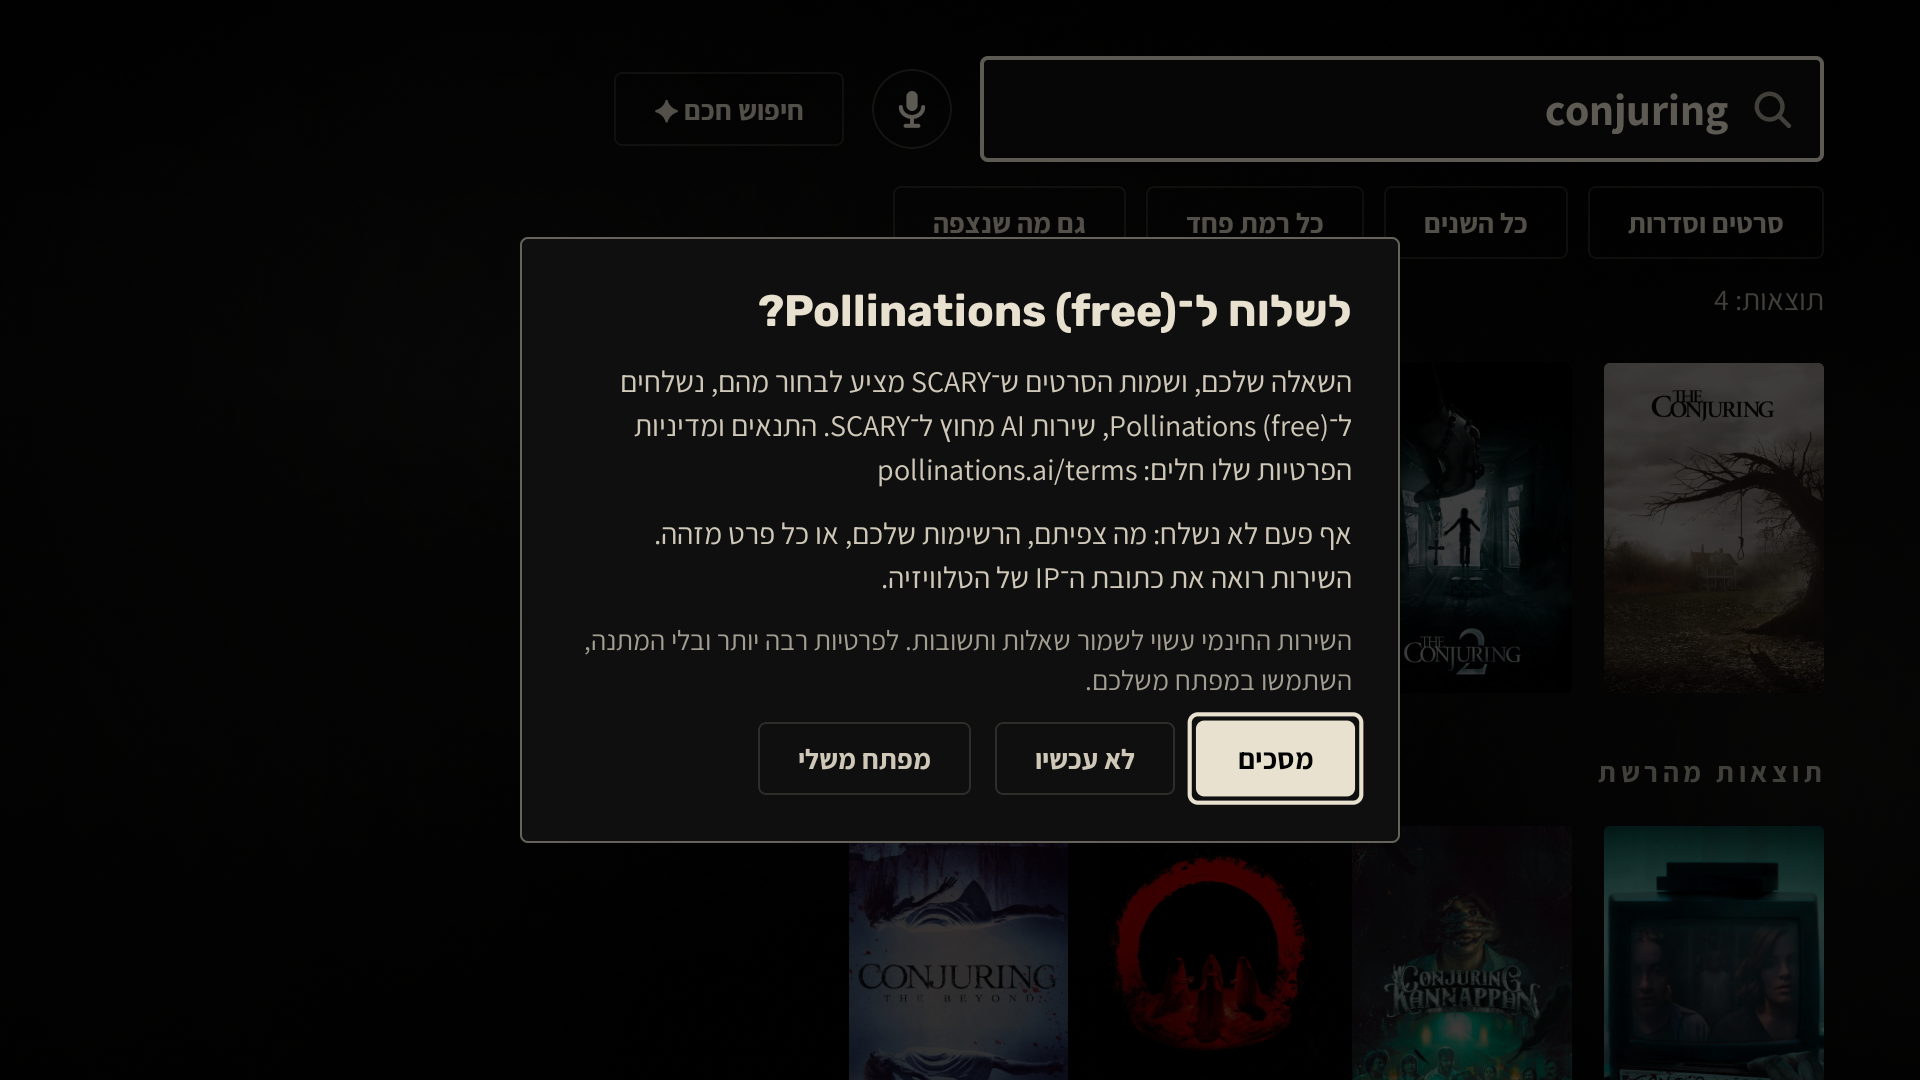 conjuring
חיפוש חכם
סרטים וסדרות
כל השנים
כל רמת פחד
גם מה שנצפה
תוצאות: 4
לשלוח ל־Pollinations (free)?
השאלה שלכם, ושמות הסרטים ש־SCARY מציע לבחור מהם, נשלחים
ל־Pollinations (free), שירות AI מחוץ ל־SCARY. התנאים ומדיניות
הפרטיות שלו חלים: pollinations.ai/terms
אף פעם לא נשלח: מה צפיתם, הרשימות שלכם, או כל פרט מזהה.
השירות רואה את כתובת ה־IP של הטלוויזיה.
השירות החינמי עשוי לשמור שאלות ותשובות. לפרטיות רבה יותר ובלי המתנה,
השתמשו במפתח משלכם.
מסכים
לא עכשיו
מפתח משלי
THE
CONJURING
THE
CONJURING
2
תוצאות מהרשת
CONJURING
KANNAPPAN
CONJURING
THE BEYOND